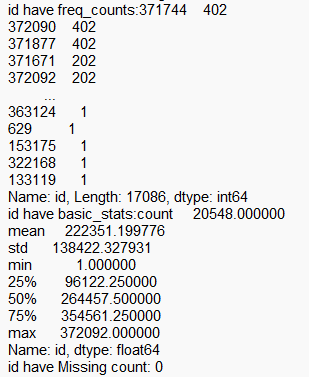 id have freq_counts:371744 402
372090 402
371877 402
371671 202
372092 202
...
363124 1
629 1
153175 1
322168 1
133119 1
Name: id, Length: 17086, dtype: int64
id have basic_stats:count 20548.000000
mean 222351.199776
std 138422.327931
min 1.000000
25% 96122.250000
50% 264457.500000
75% 354561.250000
max 372092.000000
Name: id, dtype: float64
id have Missing count: 0